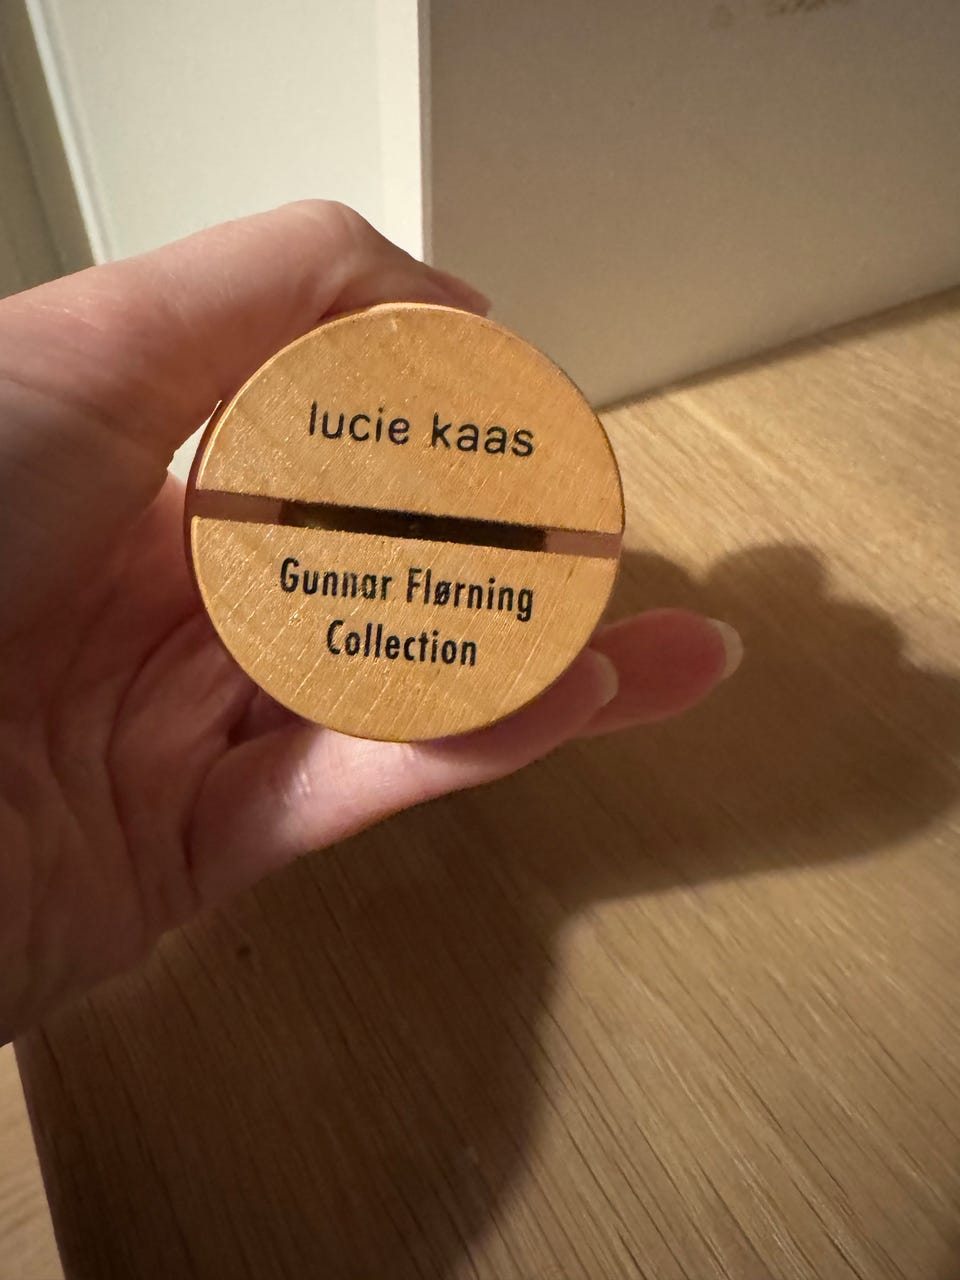 lucie kaas
Gunnar Flørning
Collection